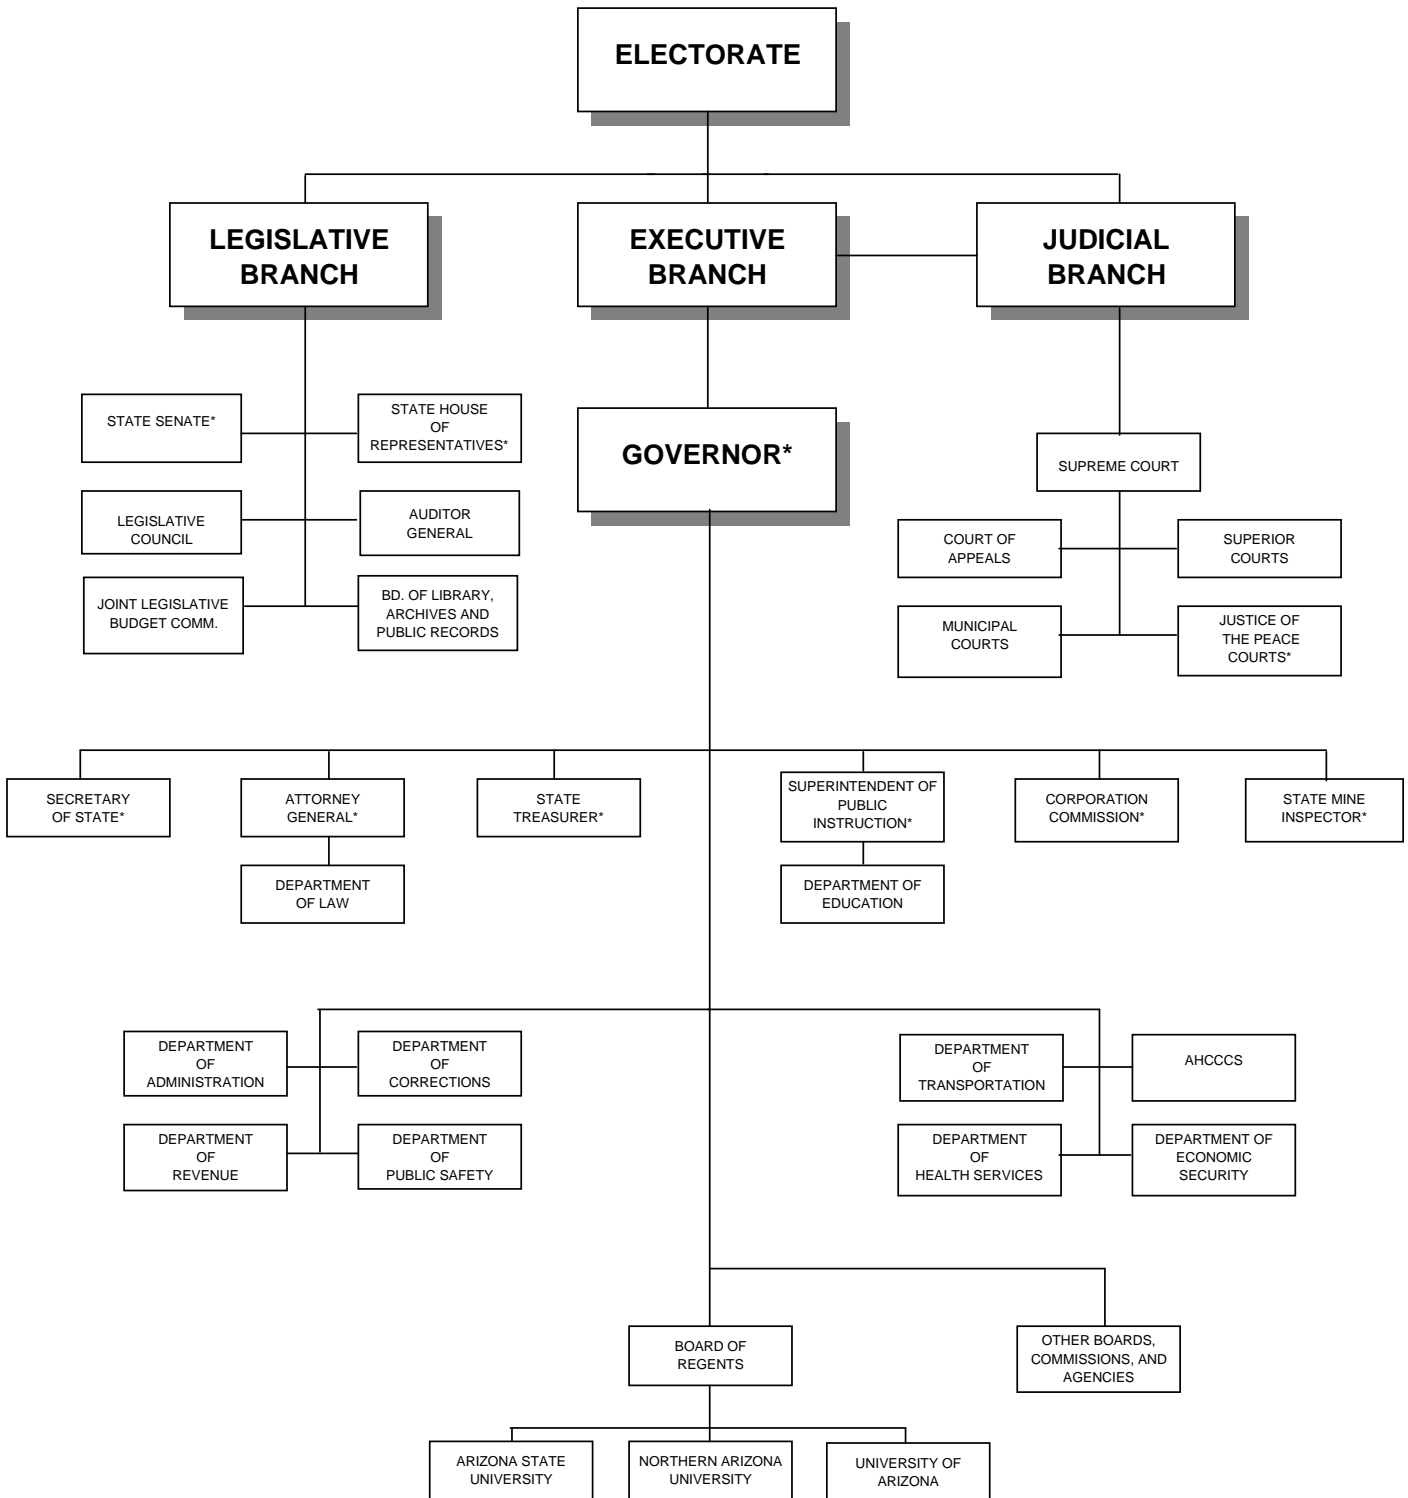 ELECTORATE
LEGISLATIVE
BRANCH
EXECUTIVE
BRANCH
JUDICIAL
BRANCH
STATE SENATE*
STATE HOUSE
OF
REPRESENTATIVES*
LEGISLATIVE
COUNCIL
AUDITOR
GENERAL
JOINT LEGISLATIVE
BUDGET COMM.
BD. OF LIBRARY,
ARCHIVES AND
PUBLIC RECORDS
GOVERNOR*
SUPREME COURT
COURT OF
APPEALS
SUPERIOR
COURTS
MUNICIPAL
COURTS
JUSTICE OF
THE PEACE
COURTS*
SECRETARY
OF STATE*
ATTORNEY
GENERAL*
STATE
TREASURER*
SUPERINTENDENT OF
PUBLIC
INSTRUCTION*
CORPORATION
COMMISSION*
STATE MINE
INSPECTOR*
DEPARTMENT
OF LAW
DEPARTMENT OF
EDUCATION
DEPARTMENT
OF
ADMINISTRATION
DEPARTMENT
OF
CORRECTIONS
DEPARTMENT
OF
TRANSPORTATION
AHCCCS
DEPARTMENT
OF
REVENUE
DEPARTMENT
OF
PUBLIC SAFETY
DEPARTMENT
OF
HEALTH SERVICES
DEPARTMENT OF
ECONOMIC
SECURITY
BOARD OF
REGENTS
OTHER BOARDS,
COMMISSIONS, AND
AGENCIES
ARIZONA STATE
UNIVERSITY
NORTHERN ARIZONA
UNIVERSITY
UNIVERSITY OF
ARIZONA